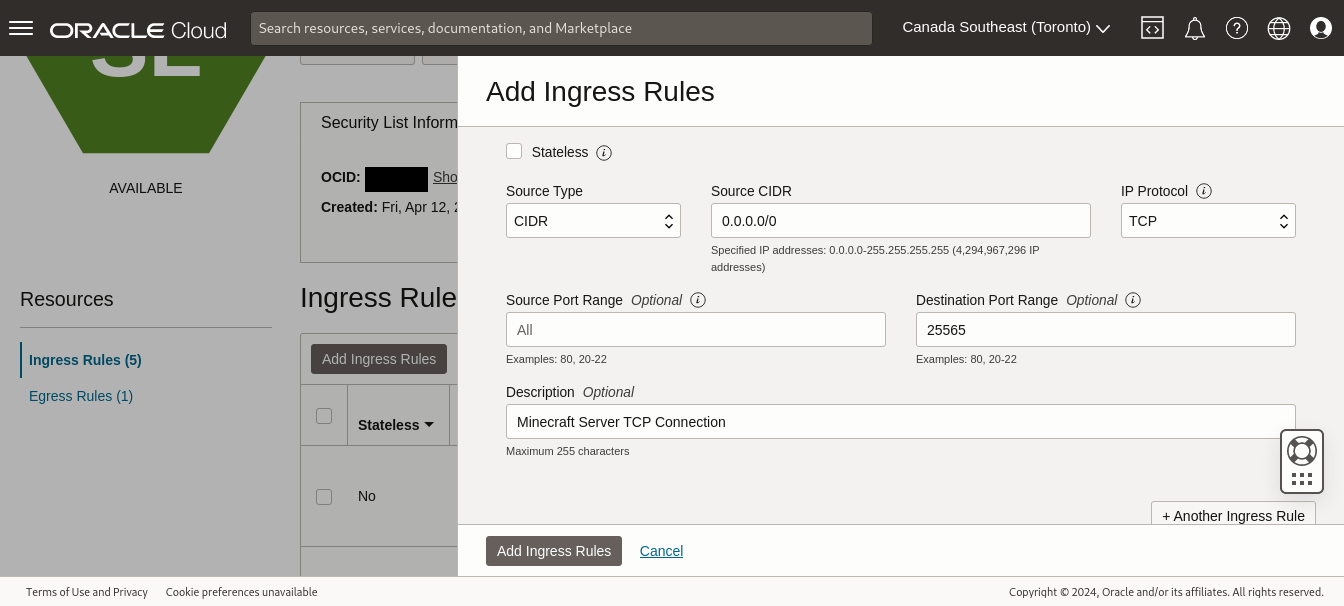 ORACLE Cloud
Search resources, services, documentation, and Marketplace
Canada Southeast (Toronto)
AVAILABLE
Resources
Ingress Rules (5)
Egress Rules (1)
Security List Inform
OCID: Sho
Created: Fri, Apr 12, 2
Ingress Rule
Add Ingress Rules
Stateless
No
Add Ingress Rules
Stateless
Source Type
CIDR
Source CIDR
0.0.0.0/0
Specified IP addresses: 0.0.0.0-255.255.255.255 (4,294,967,296 IP
addresses)
IP Protocol
TCP
Source Port Range Optional
All
Examples: 80, 20-22
Destination Port Range Optional
25565
Examples: 80, 20-22
Description Optional
Minecraft Server TCP Connection
Maximum 255 characters
+ Another Ingress Rule
Add Ingress Rules
Cancel
Terms of Use and Privacy
Cookie preferences unavailable
Copyright © 2024, Oracle and/or its affiliates. All rights reserved.